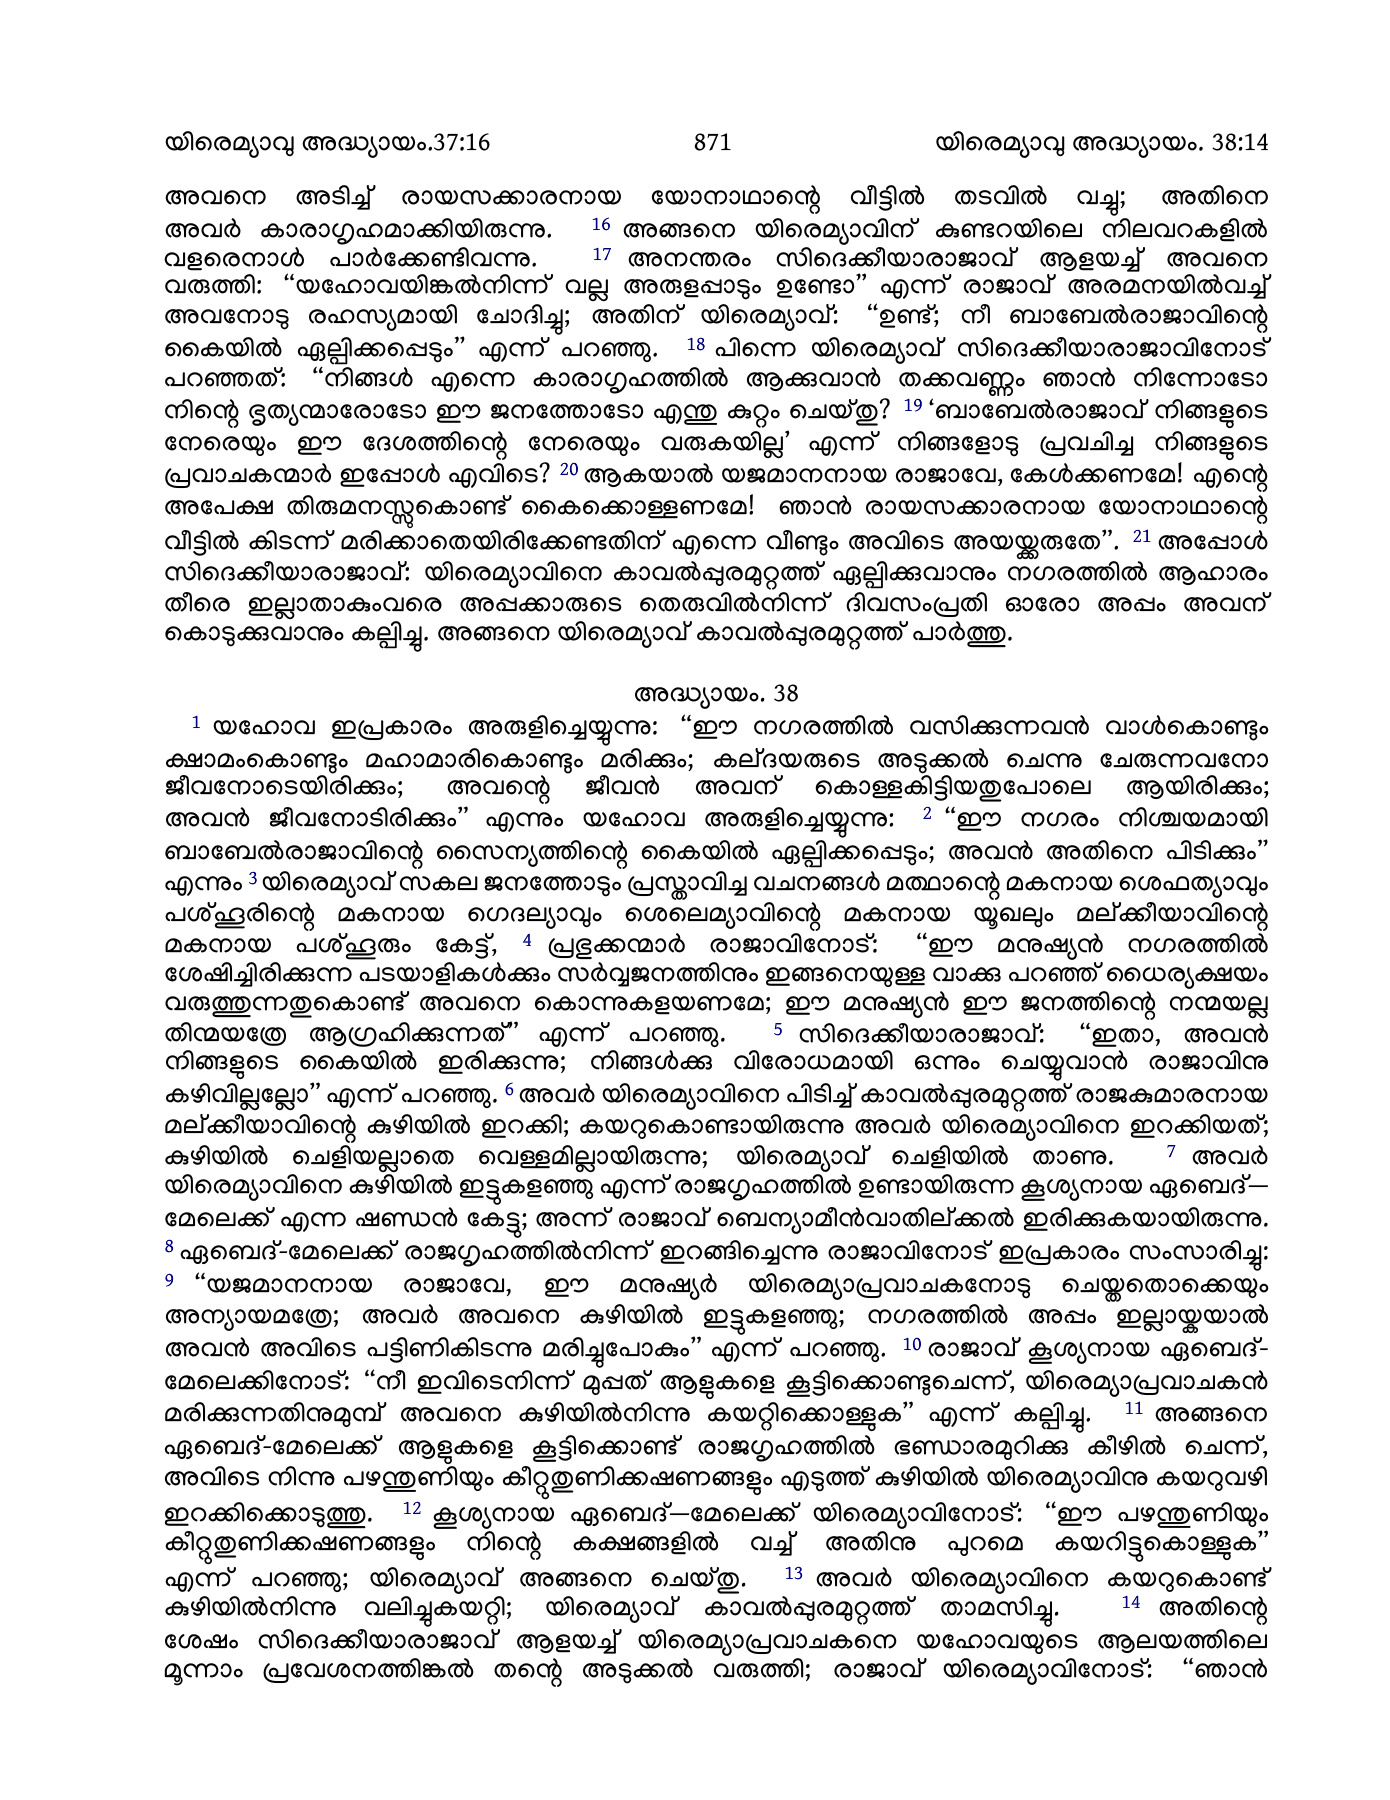 യിരെമ്യാവു അദ്ധ്യായം.37:16 871 യിരെമ്യാവു അദ്ധ്യായം. 38:14
അവനെ അടിച്ച് രായസക്കാരനായ യോനാഥാന്റെ വീട്ടിൽ തടവിൽ വച്ചു; അതിനെ
അവർ കാരാഗൃഹമാക്കിയിരുന്നു. 16 അങ്ങനെ യിരെമ്യാവിന് കുണ്ടറയിലെ നിലവറകളിൽ
വളരെനാൾ പാർക്കേണ്ടിവന്നു. 17 അനന്തരം സിദെക്കീയാരാജാവ് ആളയച്ച് അവനെ
വരുത്തി: “യഹോവയിങ്കൽനിന്ന് വല്ല അരുളപ്പാടും ഉണ്ടോ” എന്ന് രാജാവ് അരമനയിൽവച്ച്
അവനോടു രഹസ്യമായി ചോദിച്ചു; അതിന് യിരെമ്യാവ്: “ഉണ്ട്; നീ ബാബേൽരാജാവിന്റെ
കൈയിൽ ഏല്പിക്കപ്പെടും” എന്ന് പറഞ്ഞു. 18 പിന്നെ യിരെമ്യാവ് സിദെക്കീയാരാജാവിനോട്
പറഞ്ഞത്: “നിങ്ങൾ എന്നെ കാരാഗൃഹത്തിൽ ആക്കുവാൻ തക്കവണ്ണം ഞാൻ നിന്നോടോ
നിന്റെ ഭൃത്യന്മാരോടോ ഈ ജനത്തോടോ എന്തു കുറ്റം ചെയ്തു? 19 ‘ബാബേൽരാജാവ് നിങ്ങളുടെ
നേരെയും ഈ ദേശത്തിന്റെ നേരെയും വരുകയില്ല’ എന്ന് നിങ്ങളോടു പ്രവചിച്ച നിങ്ങളുടെ
പ്രവാചകന്മാർ ഇപ്പോൾ എവിടെ? 20 ആകയാൽ യജമാനനായ രാജാവേ, കേൾക്കണമേ! എന്റെ
അപേക്ഷ തിരുമനസ്സുകൊണ്ട് കൈക്കൊള്ളണമേ! ഞാൻ രായസക്കാരനായ യോനാഥാന്റെ
വീട്ടിൽ കിടന്ന് മരിക്കാതെയിരിക്കേണ്ടതിന് എന്നെ വീണ്ടും അവിടെ അയയ്ക്കരുതേ”. 21 അപ്പോൾ
സിദെക്കീയാരാജാവ്: യിരെമ്യാവിനെ കാവൽപ്പുരമുറ്റത്ത് ഏല്പിക്കുവാനും നഗരത്തിൽ ആഹാരം
തീരെ ഇല്ലാതാകുംവരെ അപ്പക്കാരുടെ തെരുവിൽനിന്ന് ദിവസംപ്രതി ഓരോ അപ്പം അവന്
കൊടുക്കുവാനും കല്പിച്ചു. അങ്ങനെ യിരെമ്യാവ് കാവൽപ്പുരമുറ്റത്ത് പാർത്തു.
അദ്ധ്യായം. 38
1 യഹോവ ഇപ്രകാരം അരുളിച്ചെയ്യുന്നു: “ഈ നഗരത്തിൽ വസിക്കുന്നവൻ വാൾകൊണ്ടും
ക്ഷാമംകൊണ്ടും മഹാമാരികൊണ്ടും മരിക്കും; കല്ദയരുടെ അടുക്കൽ ചെന്നു ചേരുന്നവനോ
ജീവനോടെയിരിക്കും; അവന്റെ ജീവൻ അവന് കൊള്ളകിട്ടിയതുപോലെ ആയിരിക്കും;
അവൻ ജീവനോടിരിക്കും” എന്നും യഹോവ അരുളിച്ചെയ്യുന്നു: 2 “ഈ നഗരം നിശ്ചയമായി
ബാബേൽരാജാവിന്റെ സൈന്യത്തിന്റെ കൈയിൽ ഏല്പിക്കപ്പെടും; അവൻ അതിനെ പിടിക്കും”
എന്നും 3 യിരെമ്യാവ് സകല ജനത്തോടും പ്രസ്താവിച്ച വചനങ്ങൾ മത്ഥാന്റെ മകനായ ശെഫത്യാവും
പശ്ഹൂരിന്റെ മകനായ ഗെദല്യാവും ശെലെമ്യാവിന്റെ മകനായ യൂഖലും മല്ക്കീയാവിന്റെ
മകനായ പശ്ഹൂരും കേട്ട്, 4 പ്രഭുക്കന്മാർ രാജാവിനോട്: “ഈ മനുഷ്യൻ നഗരത്തിൽ
ശേഷിച്ചിരിക്കുന്ന പടയാളികൾക്കും സർവ്വജനത്തിനും ഇങ്ങനെയുള്ള വാക്കു പറഞ്ഞ് ധൈര്യക്ഷയം
വരുത്തുന്നതുകൊണ്ട് അവനെ കൊന്നുകളയണമേ; ഈ മനുഷ്യൻ ഈ ജനത്തിന്റെ നന്മയല്ല
തിന്മയത്രേ ആഗ്രഹിക്കുന്നത്” എന്ന് പറഞ്ഞു. 5 സിദെക്കീയാരാജാവ്: “ഇതാ, അവൻ
നിങ്ങളുടെ കൈയിൽ ഇരിക്കുന്നു; നിങ്ങൾക്കു വിരോധമായി ഒന്നും ചെയ്യുവാൻ രാജാവിനു
കഴിവില്ലല്ലോ” എന്ന് പറഞ്ഞു. 6 അവർ യിരെമ്യാവിനെ പിടിച്ച് കാവൽപ്പുരമുറ്റത്ത് രാജകുമാരനായ
മല്ക്കീയാവിന്റെ കുഴിയിൽ ഇറക്കി; കയറുകൊണ്ടായിരുന്നു അവർ യിരെമ്യാവിനെ ഇറക്കിയത്;
കുഴിയിൽ ചെളിയല്ലാതെ വെള്ളമില്ലായിരുന്നു; യിരെമ്യാവ് ചെളിയിൽ താണു. 7 അവർ
യിരെമ്യാവിനെ കുഴിയിൽ ഇട്ടുകളഞ്ഞു എന്ന് രാജഗൃഹത്തിൽ ഉണ്ടായിരുന്ന കൂശ്യനായ ഏബെദ്—
മേലെക്ക് എന്ന ഷണ്ഡൻ കേട്ടു; അന്ന് രാജാവ് ബെന്യാമീൻവാതില്ക്കൽ ഇരിക്കുകയായിരുന്നു.
8 ഏബെദ്-മേലെക്ക് രാജഗൃഹത്തിൽനിന്ന് ഇറങ്ങിച്ചെന്നു രാജാവിനോട് ഇപ്രകാരം സംസാരിച്ചു:
9 “യജമാനനായ രാജാവേ, ഈ മനുഷ്യർ യിരെമ്യാപ്രവാചകനോടു ചെയ്തതൊക്കെയും
അന്യായമത്രേ; അവർ അവനെ കുഴിയിൽ ഇട്ടുകളഞ്ഞു; നഗരത്തിൽ അപ്പം ഇല്ലായ്കയാൽ
അവൻ അവിടെ പട്ടിണികിടന്നു മരിച്ചുപോകും” എന്ന് പറഞ്ഞു. 10 രാജാവ് കൂശ്യനായ ഏബെദ്-
മേലെക്കിനോട്: “നീ ഇവിടെനിന്ന് മുപ്പത് ആളുകളെ കൂട്ടിക്കൊണ്ടുചെന്ന്, യിരെമ്യാപ്രവാചകൻ
മരിക്കുന്നതിനുമുമ്പ് അവനെ കുഴിയിൽനിന്നു കയറ്റിക്കൊള്ളുക” എന്ന് കല്പിച്ചു. 11 അങ്ങനെ
ഏബെദ്-മേലെക്ക് ആളുകളെ കൂട്ടിക്കൊണ്ട് രാജഗൃഹത്തിൽ ഭണ്ഡാരമുറിക്കു കീഴിൽ ചെന്ന്,
അവിടെ നിന്നു പഴന്തുണിയും കീറ്റുതുണിക്കഷണങ്ങളും എടുത്ത് കുഴിയിൽ യിരെമ്യാവിനു കയറുവഴി
ഇറക്കിക്കൊടുത്തു. 12 കൂശ്യനായ ഏബെദ്—മേലെക്ക് യിരെമ്യാവിനോട്: “ഈ പഴന്തുണിയും
കീറ്റുതുണിക്കഷണങ്ങളും നിന്റെ കക്ഷങ്ങളിൽ വച്ച് അതിനു പുറമെ കയറിട്ടുകൊള്ളുക”
എന്ന് പറഞ്ഞു; യിരെമ്യാവ് അങ്ങനെ ചെയ്തു. 13 അവർ യിരെമ്യാവിനെ കയറുകൊണ്ട്
കുഴിയിൽനിന്നു വലിച്ചുകയറ്റി; യിരെമ്യാവ് കാവൽപ്പുരമുറ്റത്ത് താമസിച്ചു. 14 അതിന്റെ
ശേഷം സിദെക്കീയാരാജാവ് ആളയച്ച് യിരെമ്യാപ്രവാചകനെ യഹോവയുടെ ആലയത്തിലെ
മൂന്നാം പ്രവേശനത്തിങ്കൽ തന്റെ അടുക്കൽ വരുത്തി; രാജാവ് യിരെമ്യാവിനോട്: “ഞാൻ